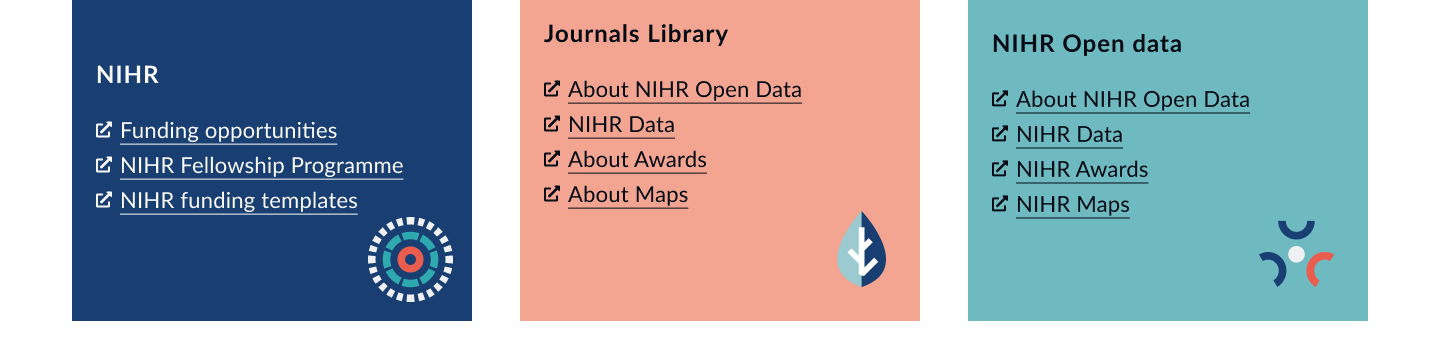 NIHR
Funding opportunities
NIHR Fellowship Programme
NIHR funding templates
Journals Library
About NIHR Open Data
NIHR Data
About Awards
About Maps
NIHR Open data
About NIHR Open Data
NIHR Data
NIHR Awards
NIHR Maps